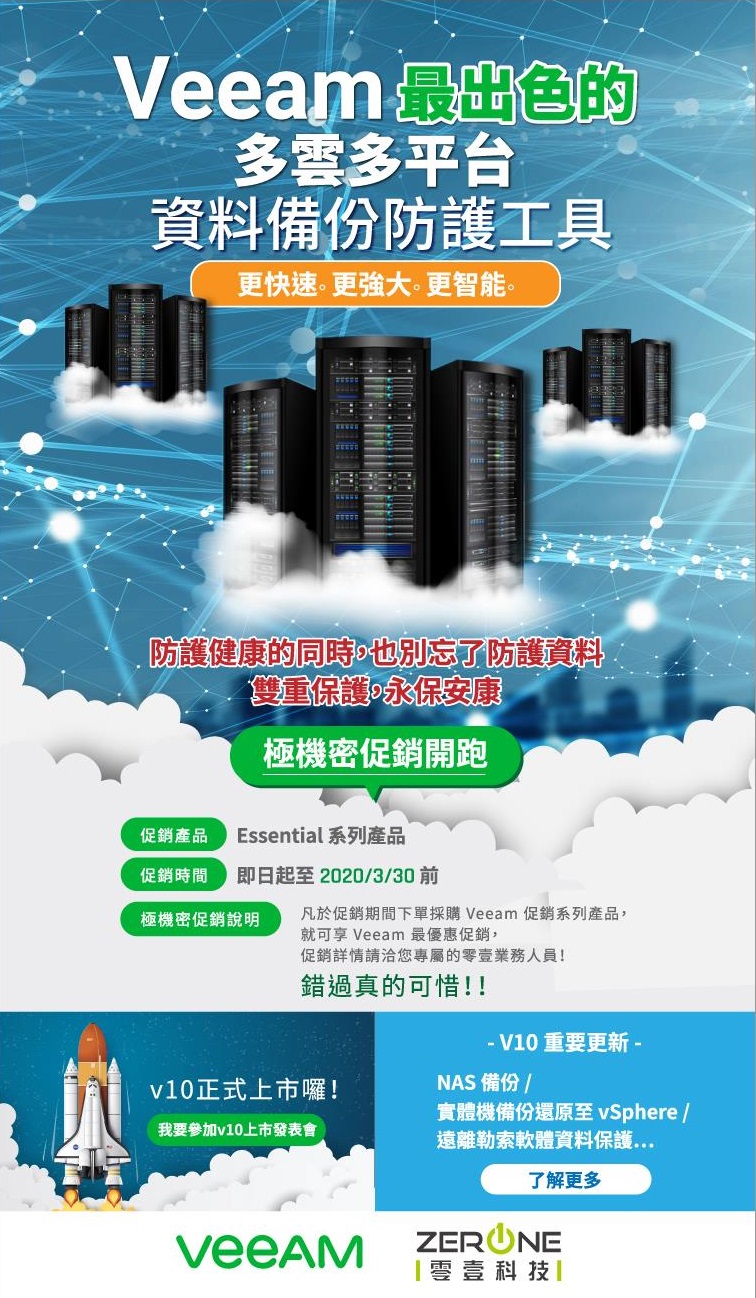 Veeam 最出色的
多雲多平台
資料備份防護工具
更快速。更強大。更智能。
防護健康的同時,也別忘了防護資料
雙重保護,永保安康
極機密促銷開跑
促銷產品 Essential 系列產品
促銷時間 即日起至 2020/3/30 前
極機密促銷說明 凡於促銷期間下單採購 Veeam 促銷系列產品,
就可享 Veeam 最優惠促銷,
促銷詳情請洽您專屬的零壹業務人員!
錯過真的可惜!!
v10正式上市囉!
我要參加v10上市發表會
- V10 重要更新 -
NAS 備份 /
實體機備份還原至 vSphere /
遠離勒索軟體資料保護...
了解更多
veeAM
ZERONE
零壹科技